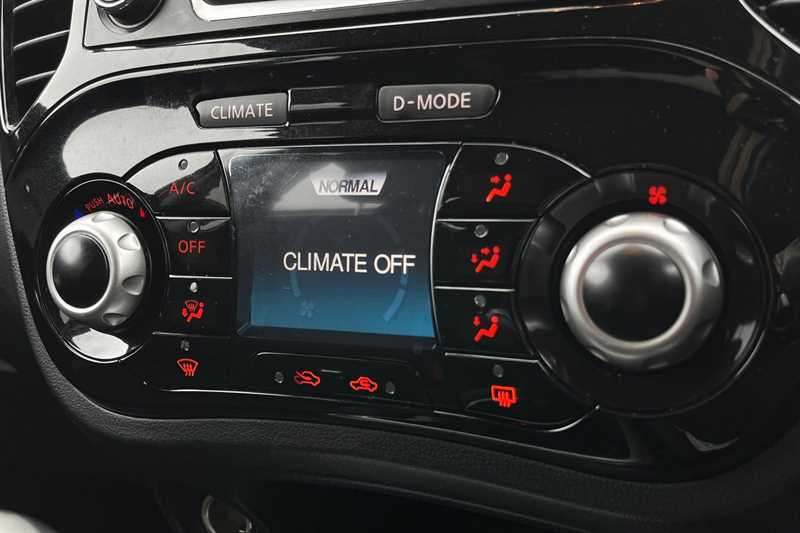 CLIMATE
D-MODE
A/C
NORMAL
PUSH AUTO
OFF
CLIMATE OFF